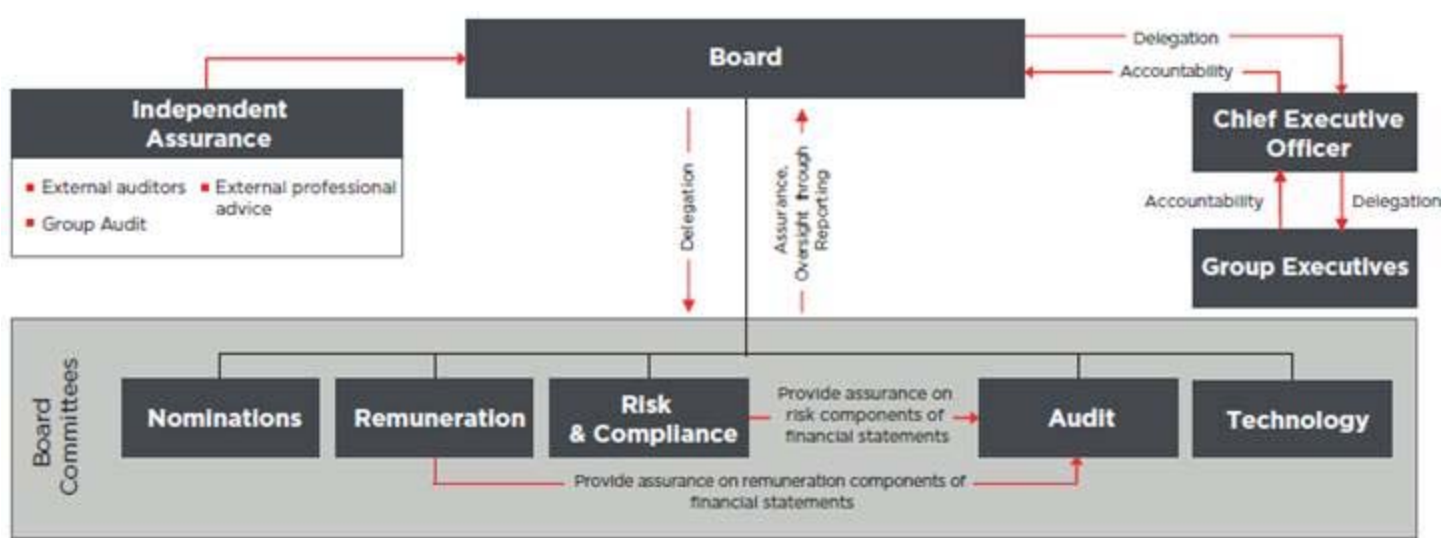 Board
Delegation
Accountability
Independent
Assurance
External auditors
Group Audit
External professional
advice
Chief Executive
Officer
Accountability
Delegation
Group Executives
Delegation
Assurance,
Oversight through
Reporting
Board
Committees
Nominations
Remuneration
Risk
& Compliance
Provide assurance on
risk components of
financial statements
Audit
Technology
Provide assurance on remuneration components of
financial statements